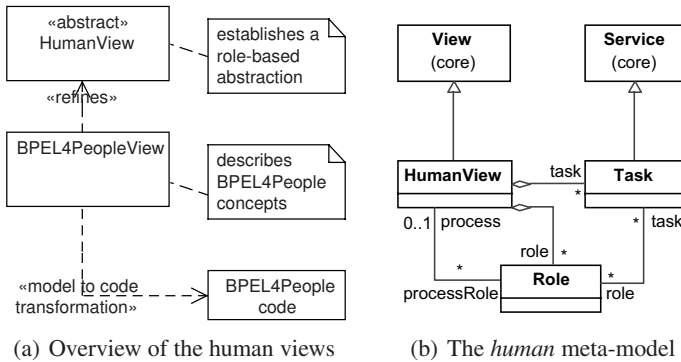 «abstract»
HumanView
establishes a
role-based
abstraction
«refines»
BPEL4PeopleView
describes
BPEL4People
concepts
«model to code
transformation»
BPEL4People
code
(a) Overview of the human views
View
(core)
Service
(core)
HumanView
task
*
Task
0..1
process
*
task
role
*
*
processRole
Role
*
role
(b) The human meta-model